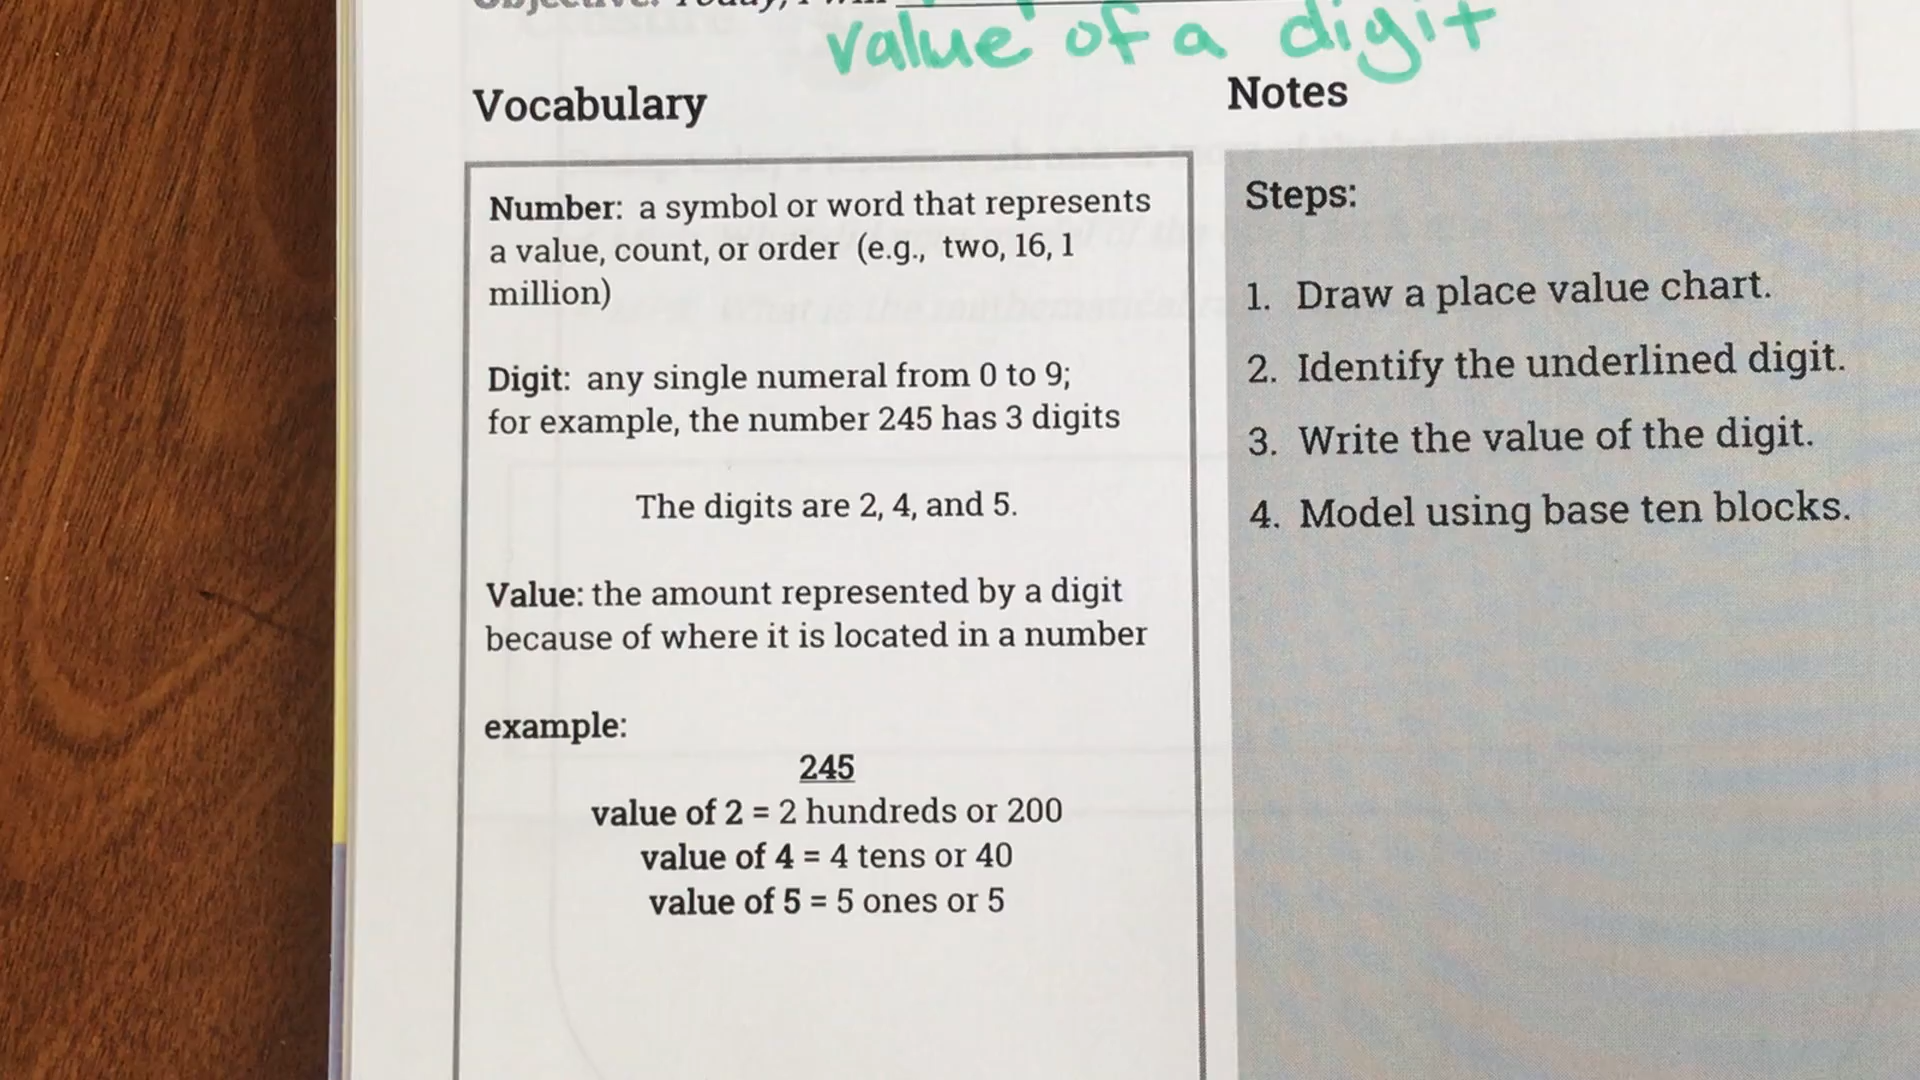 Objective: Today, I will
value of a digit
Vocabulary
Number: a symbol or word that represents
a value, count, or order (e.g., two, 16, 1
million)
Digit: any single numeral from 0 to 9;
for example, the number 245 has 3 digits
The digits are 2, 4, and 5.
Value: the amount represented by a digit
because of where it is located in a number
example:
245
value of 2 = 2 hundreds or 200
value of 4 = 4 tens or 40
value of 5 = 5 ones or 5
Notes
Steps:
1. Draw a place value chart.
2. Identify the underlined digit.
3. Write the value of the digit.
4. Model using base ten blocks.